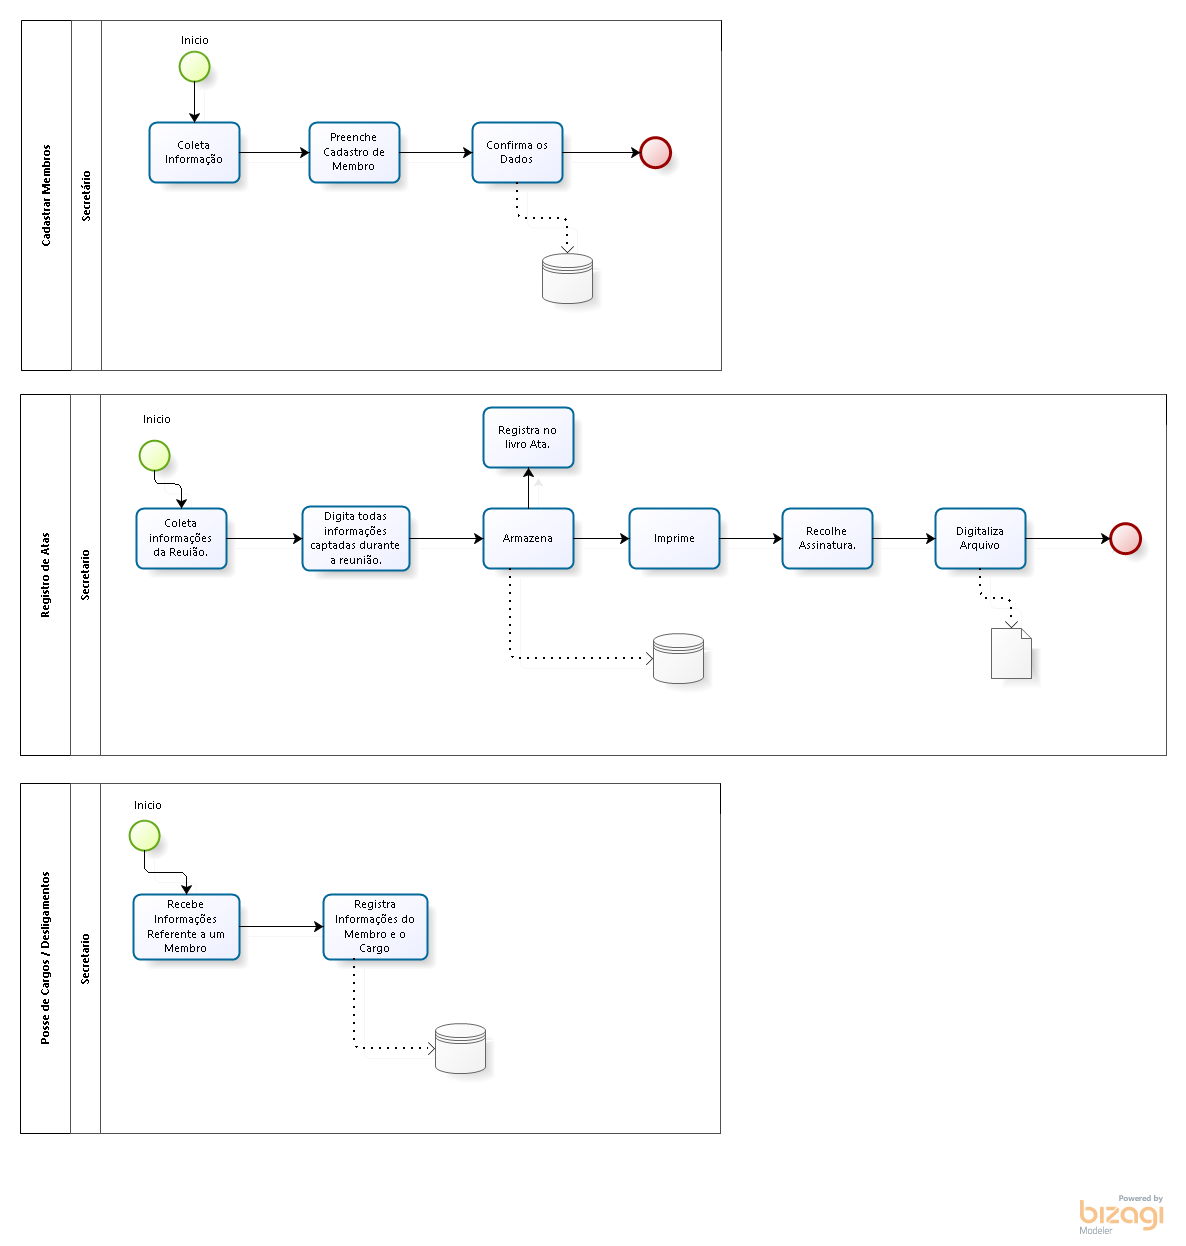 Inicio
Coleta
Informação
Preenche
Cadastro de
Membro
Confirma os
Dados
Cadastrar Membros
Secretário
Inicio
Registra no
livro Ata.
Coleta
informações
da Reuião.
Digita todas
informações
captadas durante
a reunião.
Armazena
Imprime
Recolhe
Assinatura.
Digitaliza
Arquivo
Registro de Atas
Secretario
Inicio
Recebe
Informações
Referente a um
Membro
Registra
Informações do
Membro e o
Cargo
Posse de Cargos / Desligamentos
Secretario
Powered by
bizagi
Modeler